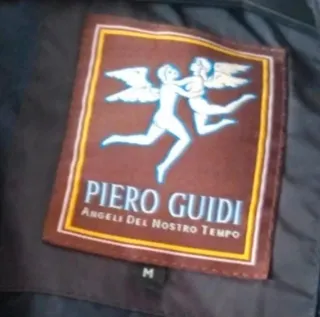 PIERO GUIDI
ANGELI DEL NOSTRO TEMPO
M